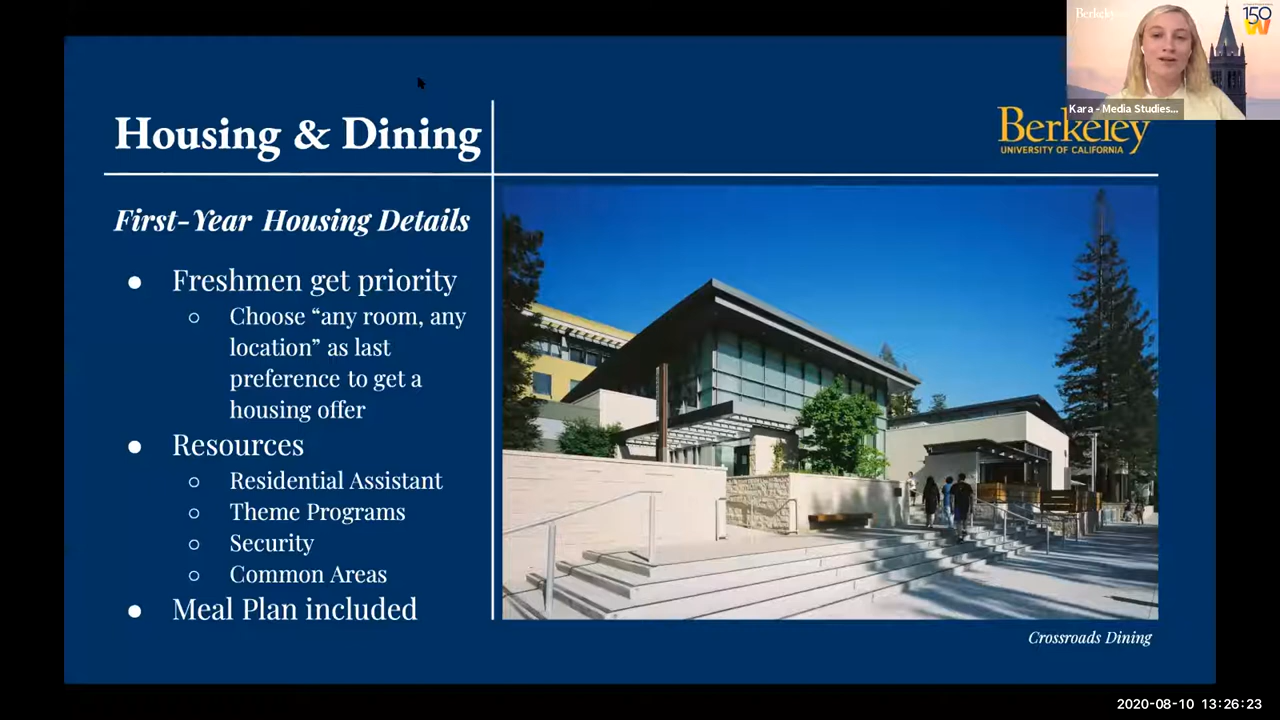 Berkeley
150
W
Kara - Media Studies...
Housing & Dining
Berkeley
UNIVERSITY OF CALIFORNIA
First-Year Housing Details
● Freshmen get priority
○ Choose “any room, any
location” as last
preference to get a
housing offer
● Resources
○ Residential Assistant
○ Theme Programs
○ Security
○ Common Areas
● Meal Plan included
Crossroads Dining
2020-08-10 13:26:23